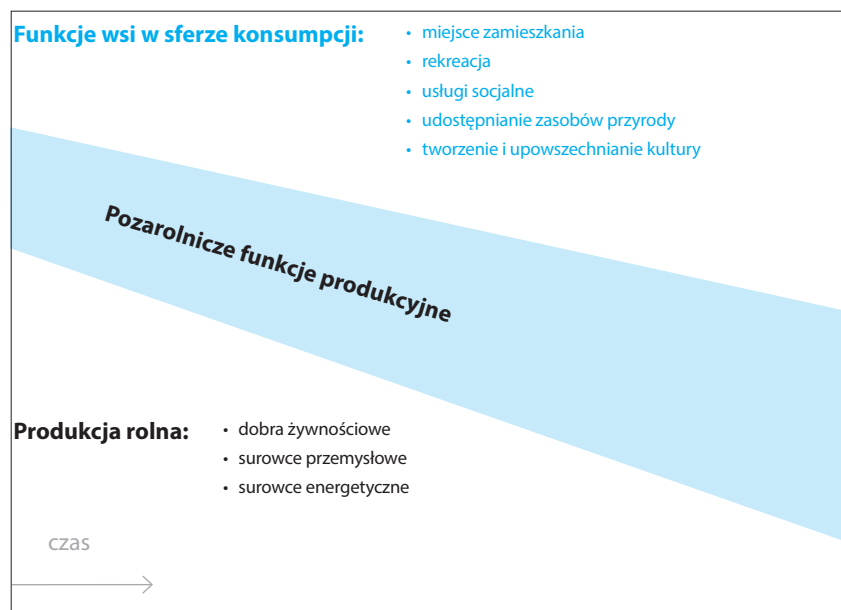 Funkcje wsi w sferze konsumpcji:
• miejsce zamieszkania
• rekreacja
• usługi socjalne
• udostępnianie zasobów przyrody
• tworzenie i upowszechnianie kultury
Pozarolnicze funkcje produkcyjne
Produkcja rolna:
• dobra żywnościowe
• surowce przemysłowe
• surowce energetyczne
czas